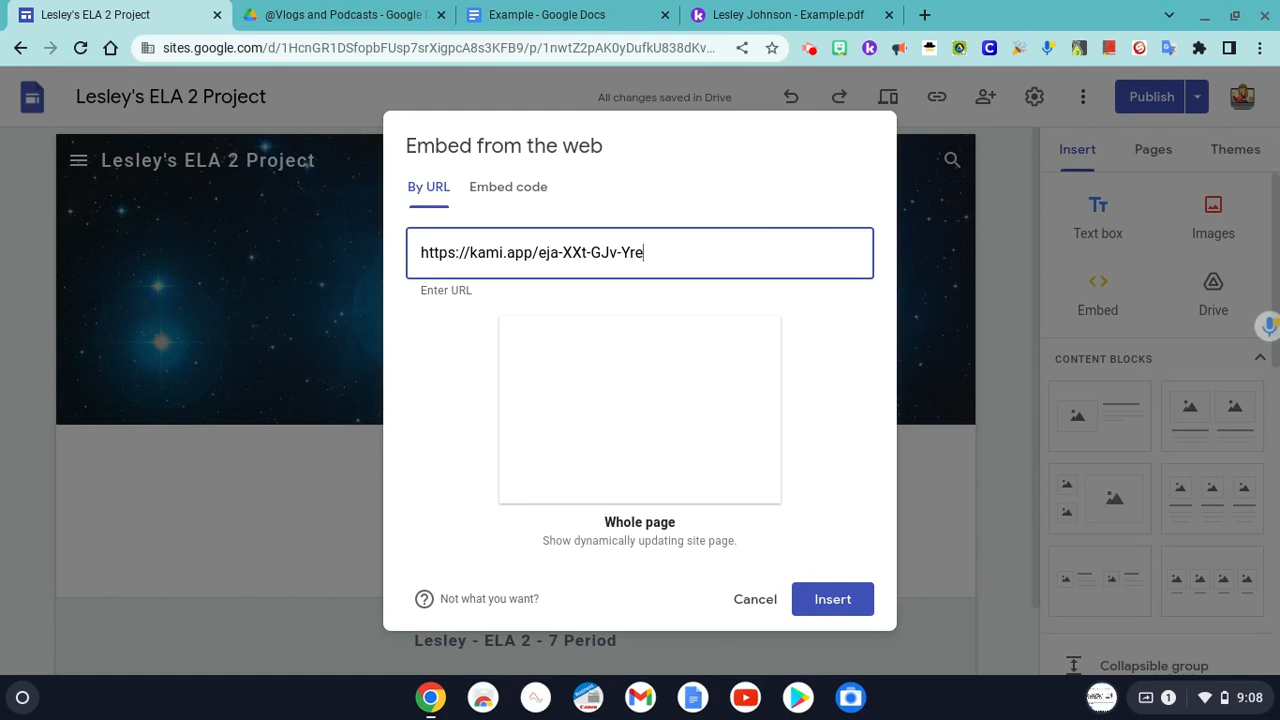 Lesley's ELA 2 Project
@Vlogs and Podcasts - Google D
Example - Google Docs
Lesley Johnson - Example.pdf
sites.google.com/d/1HcnGR1DSfopbFUsp7srXigpcA8s3KFB9/p/1nwtZ2pAK0yDufkU&38dKv...
Lesley's ELA 2 Project
All changes saved in Drive
Publish
Lesley's ELA 2 Project
Embed from the web
By URL
Embed code
https://kami.app/eja-XXt-GJv-Yre
Enter URL
Whole page
Show dynamically updating site page.
Not what you want?
Cancel
Insert
Lesley - ELA 2 - 7 Period
Insert
Pages
Themes
Text box
Images
Embed
Drive
CONTENT BLOCKS
Collapsible group
1
9:08